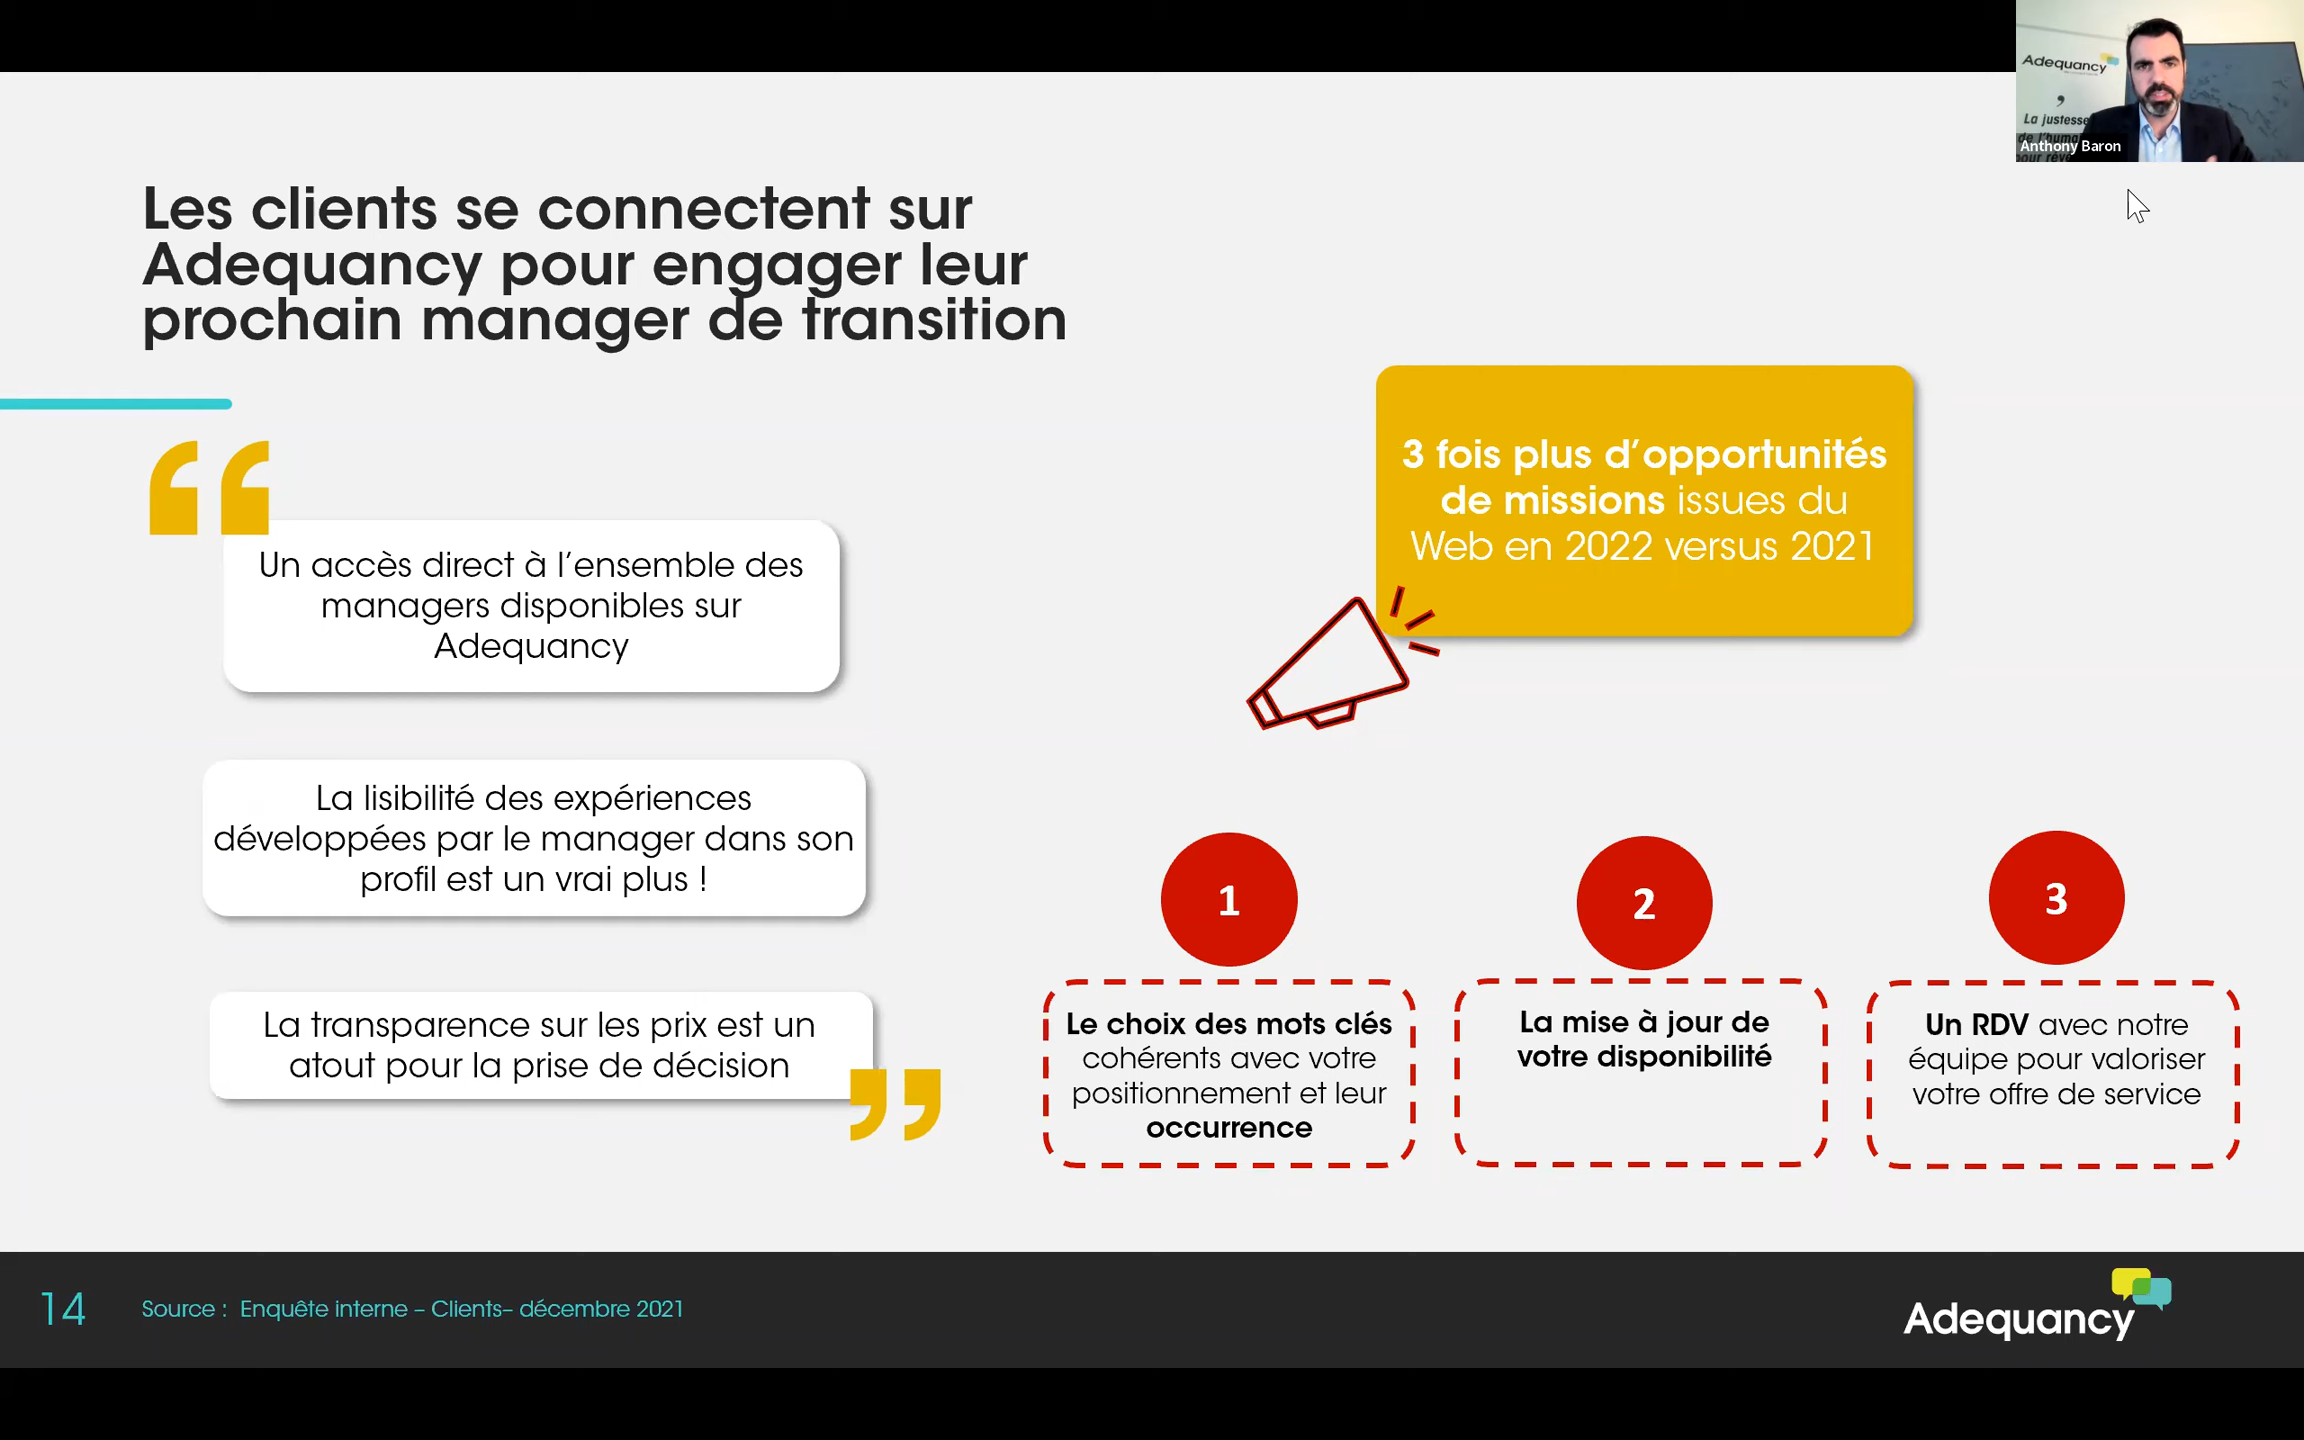 Adequancy
La justesse
de l'huma
pour rév
Anthony Baron
Les clients se connectent sur
Adequancy pour engager leur
prochain manager de transition
Un accès direct à l'ensemble des
managers disponibles sur
Adequancy
La lisibilité des expériences
développées par le manager dans son
profil est un vrai plus !
La transparence sur les prix est un
atout pour la prise de décision
3 fois plus d'opportunités
de missions issues du
Web en 2022 versus 2021
1
Le choix des mots clés
cohérents avec votre
positionnement et leur
occurrence
2
La mise à jour de
votre disponibilité
3
Un RDV avec notre
équipe pour valoriser
votre offre de service
14
Source : Enquête interne – Clients– décembre 2021
Adequancy